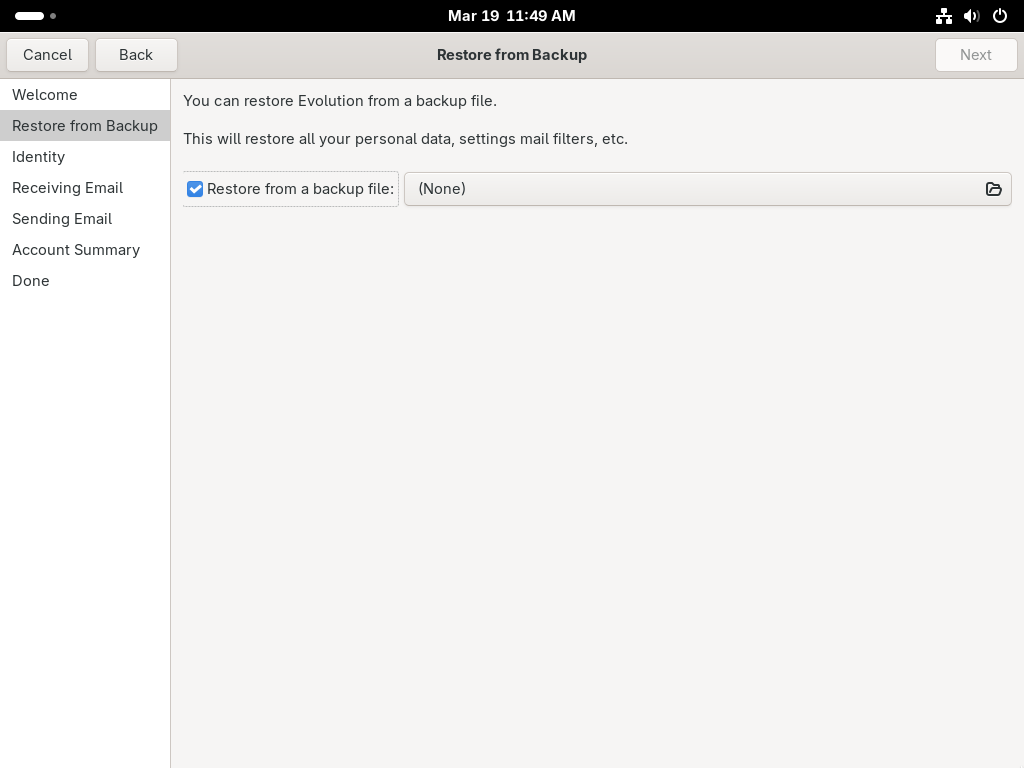 Mar 19  11:49 AM
Cancel
Back
Restore from Backup
Next
Welcome
Restore from Backup
Identity
Receiving Email
Sending Email
Account Summary
Done
You can restore Evolution from a backup file.
This will restore all your personal data, settings mail filters, etc.
Restore from a backup file:
(None)